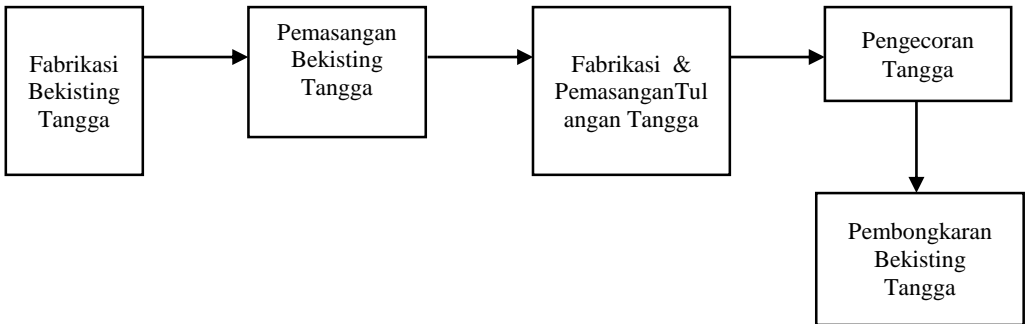 Fabrikasi
Bekisting
Tangga
Pemasangan
Bekisting
Tangga
Fabrikasi &
PemasanganTul
angan Tangga
Pengecoran
Tangga
Pembongkaran
Bekisting
Tangga